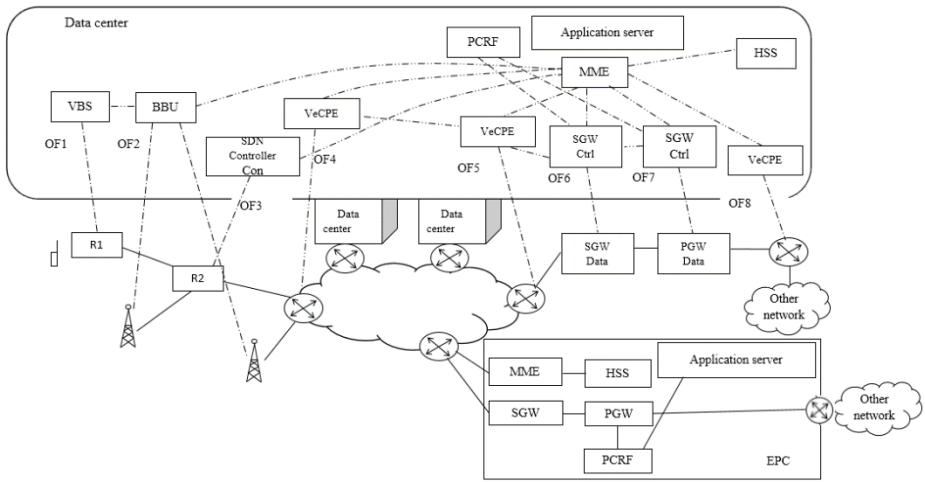 Data center
PCRF
Application server
HSS
MME
VBS
BBU
VeCPE
VeCPE
SDN
Controller
Con
SGW
Ctrl
SGW
Ctrl
VeCPE
OF1
OF2
OF4
OF5
OF6
OF7
OF3
OF8
Data
center
Data
center
R1
R2
SGW
Data
PGW
Data
Other
network
MME
HSS
Application server
SGW
PGW
Other
network
PCRF
EPC